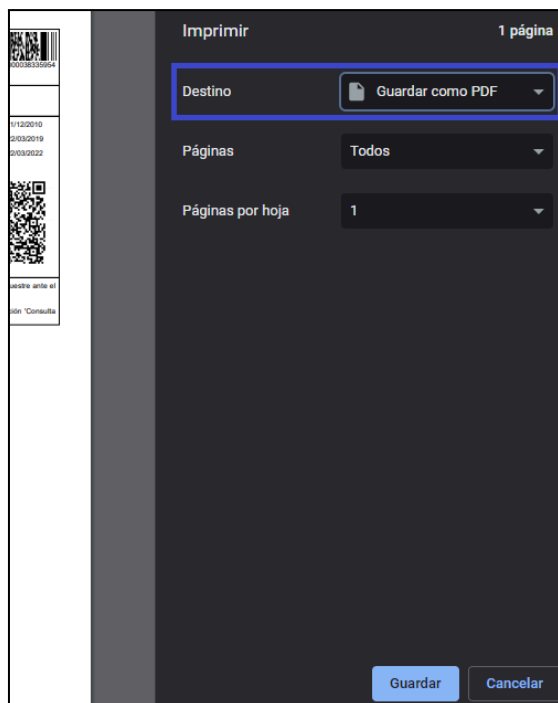 Imprimir 1 página
00038335954
Destino Guardar como PDF
1/12/2010
2/03/2019
Páginas Todos
2/03/2022
Páginas por hoja 1
uestre ante el
ción 'Consulta
Guardar Cancelar